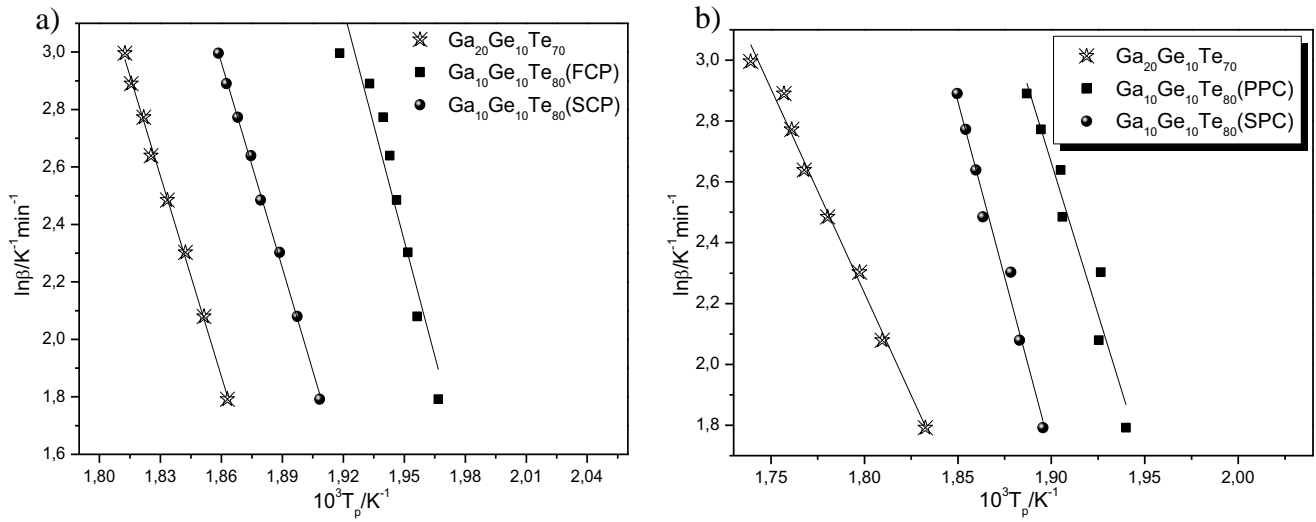 a)
Ga₂₀Ge₁₀Te₇₀
Ga₁₀Ge₁₀Te₈₀(FCP)
Ga₁₀Ge₁₀Te₈₀(SCP)
lnβ/K⁻¹min⁻¹
3,0
2,8
2,6
2,4
2,2
2,0
1,8
1,6
1,80 1,83 1,86 1,89 1,92 1,95 1,98 2,01 2,04
10³Tₚ/K⁻¹
b)
Ga₂₀Ge₁₀Te₇₀
Ga₁₀Ge₁₀Te₈₀(PPC)
Ga₁₀Ge₁₀Te₈₀(SPC)
lnβ/K⁻¹min⁻¹
3,0
2,8
2,6
2,4
2,2
2,0
1,8
1,75 1,80 1,85 1,90 1,95 2,00
10³Tₚ/K⁻¹